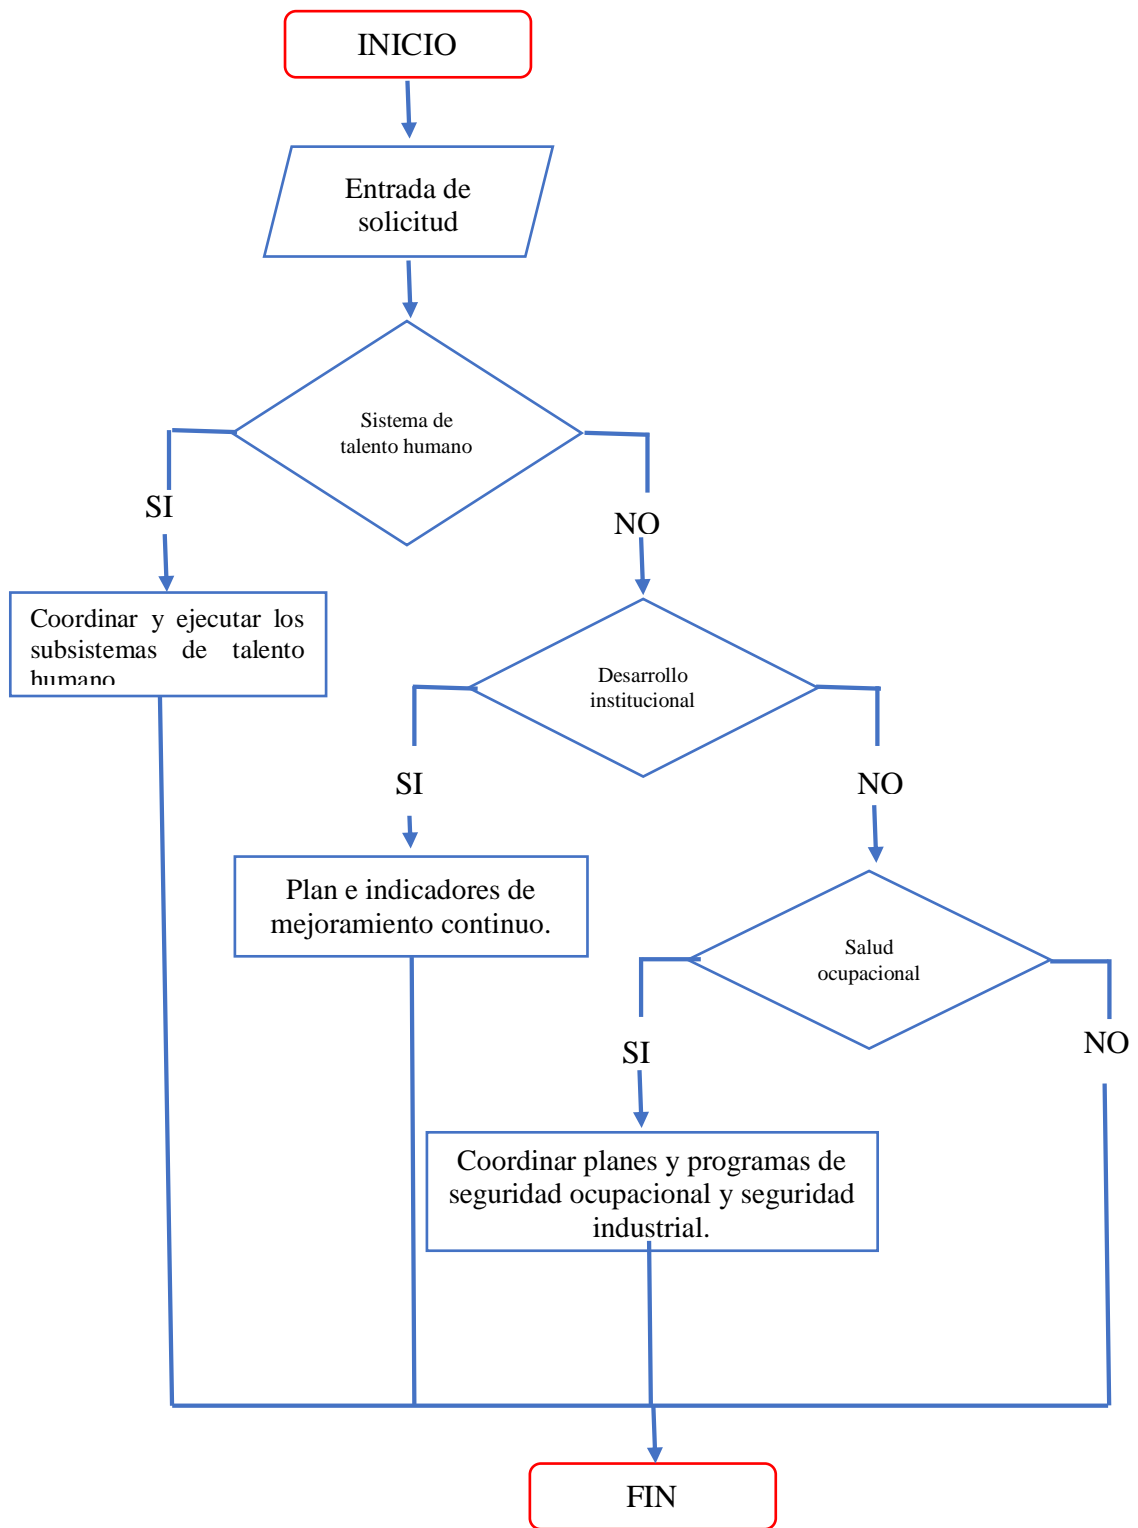 INICIO
Entrada de
solicitud
Sistema de
talento humano
SI
NO
Coordinar y ejecutar los
subsistemas de talento
humano
Desarrollo
institucional
SI
NO
Plan e indicadores de
mejoramiento continuo.
Salud
ocupacional
SI
NO
Coordinar planes y programas de
seguridad ocupacional y seguridad
industrial.
FIN